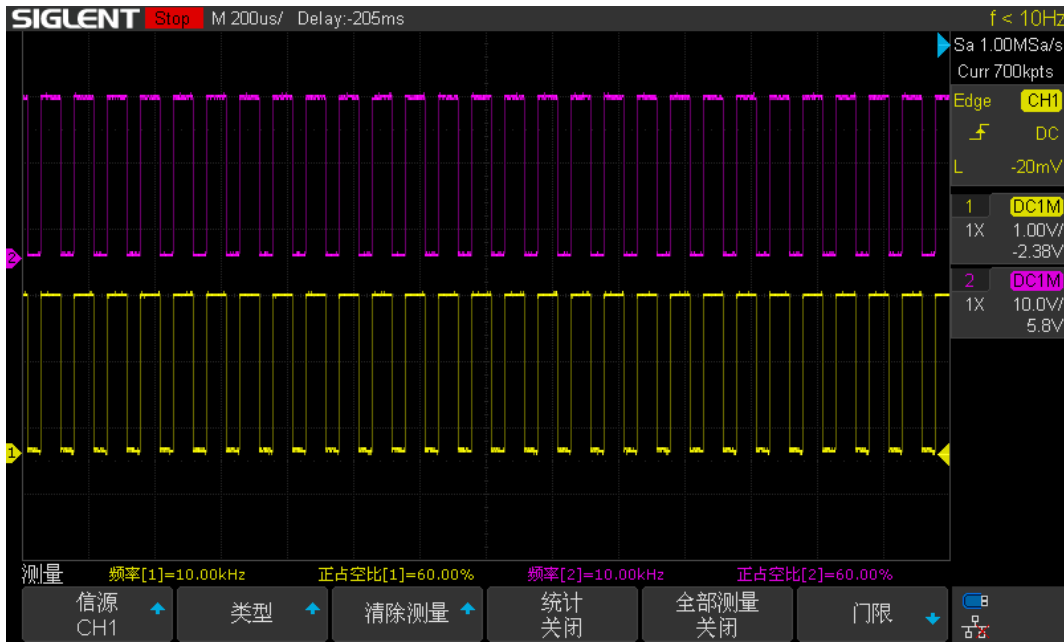 SIGLENT Stop M 200us/ Delay:-205ms f < 10Hz
Sa 1.00MSa/s
Curr 700kpts
Edge CH1
DC
L -20mV
1 DC1M
1X 1.00V/
-2.38V
2 DC1M
1X 10.0V/
5.8V
2
1
测量 频率[1]=10.00kHz 正占空比[1]=60.00% 频率[2]=10.00kHz 正占空比[2]=60.00%
信源 CH1
类型
清除测量
统计 关闭
全部测量 关闭
门限